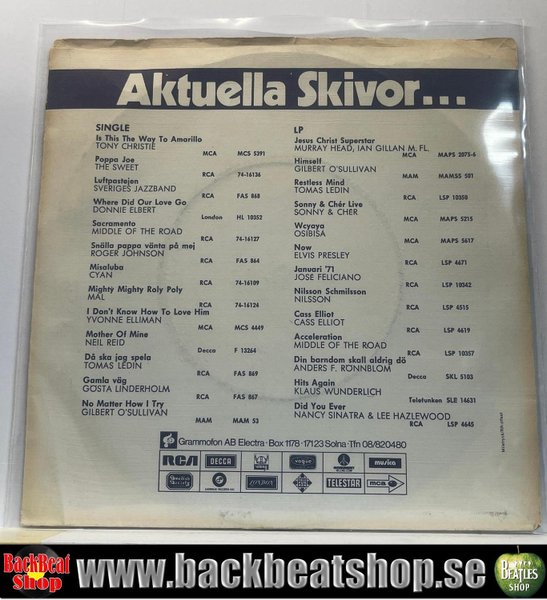 Aktuella Skivor...
SINGLE
Is This The Way To Amarillo
TONY CHRISTIE
MCA MCS 5391
Poppa Joe
THE SWEET
RCA 74-16136
Luftpastejen
SVERIGES JAZZBAND
RCA FAS 868
Where Did Our Love Go
DONNIE ELBERT
London HL 10352
Sacramento
MIDDLE OF THE ROAD
RCA 74-16127
Snälla pappa vänta på mej
ROGER JOHNSON
RCA FAS 864
Misaluba
CYAN
RCA 74-16109
Mighty Mighty Roly Poly
MAL
RCA 74-16124
I Don't Know How To Love Him
YVONNE ELLIMAN
MCA MCS 4449
Mother Of Mine
NEIL REID
Decca F 13264
Då ska jag spela
TOMAS LEDIN
RCA FAS 869
Gamla väg
GÖSTA LINDERHOLM
RCA FAS 867
No Matter How I Try
GILBERT O'SULLIVAN
MAM MAM 53
LP
Jesus Christ Superstar
MURRAY HEAD, IAN GILLAN M. FL.
MCA MAPS 2075-6
Himself
GILBERT O'SULLIVAN
MAM MAMSS 501
Restless Mind
TOMAS LEDIN
RCA LSP 10350
Sonny & Chér Live
SONNY & CHÉR
MCA MAPS 5215
Wcyaya
OSIBISA
MCA MAPS 5617
Now
ELVIS PRESLEY
RCA LSP 4671
Januari '71
JOSE FELICIANO
RCA LSP 10342
Nilsson Schmilsson
NILSSON
RCA LSP 4515
Cass Elliot
CASS ELLIOT
RCA LSP 4619
Acceleration
MIDDLE OF THE ROAD
RCA LSP 10357
Din barndom skall aldrig dö
ANDERS F. RÖNNBLOM
Decca SKL 5103
Hits Again
KLAUS WUNDERLICH
Telefunken SLE 14631
Did You Ever
NANCY SINATRA & LEE HAZLEWOOD
RCA LSP 4645
Grammofon AB Electra · Box 1178 · 17123 Solna · Tfn 08/820480
RCA DECCA vogue musica
LONDON TELESTAR mca
BackBeat Shop
www.backbeatshop.se
The BEATLES SHOP